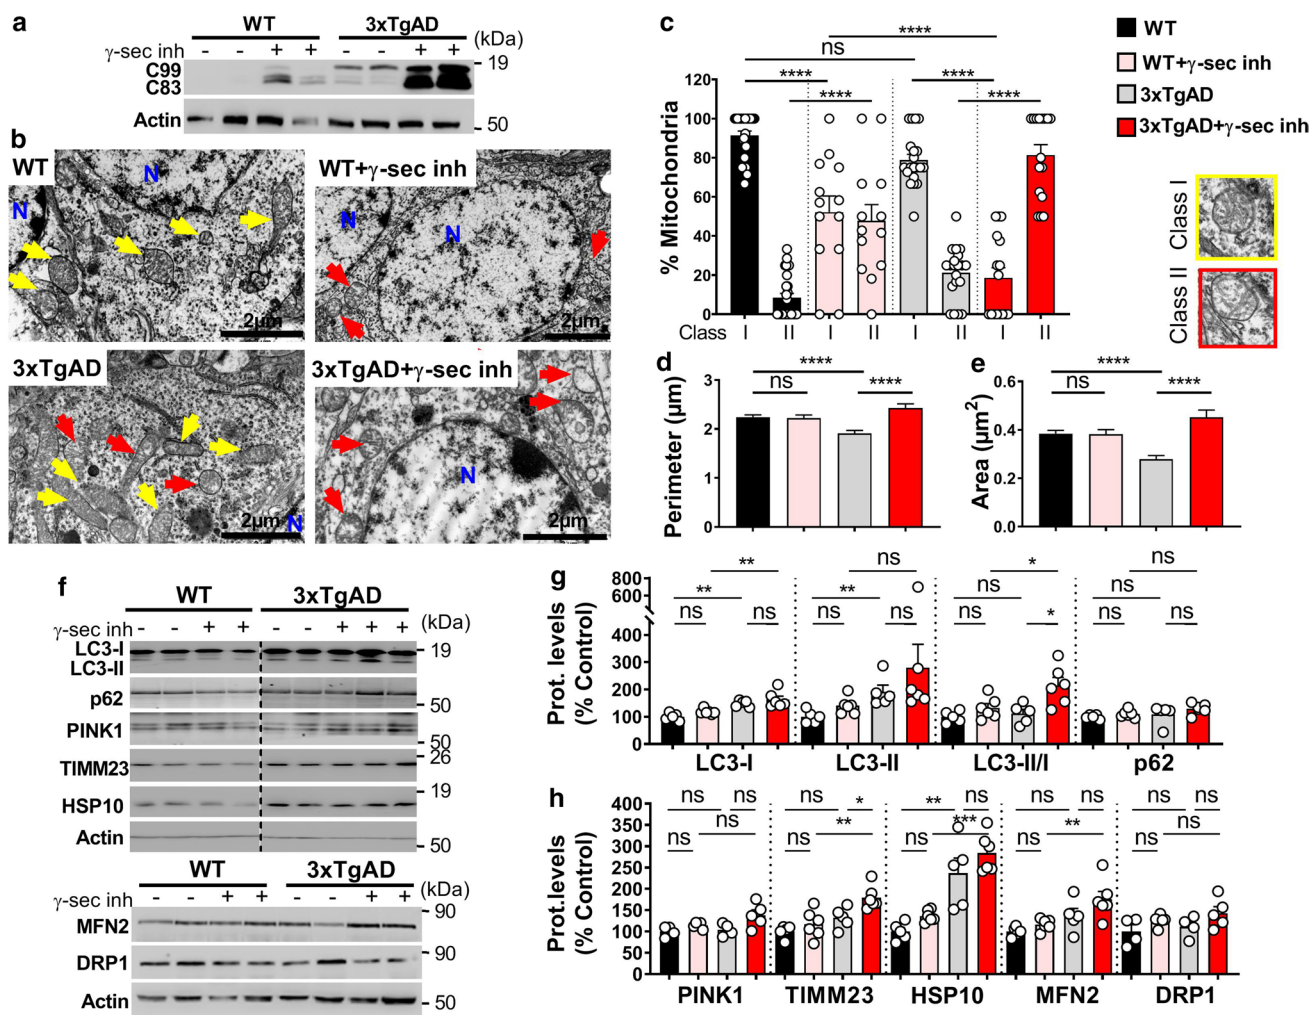 a
WT 3xTgAD
γ-sec inh - - + + - - + + (kDa)
C99
C83
19
Actin
50
b
WT
N
N
2µm
WT+γ-sec inh
N
N
2µm
3xTgAD
N
2µm
3xTgAD+γ-sec inh
N
2µm
c
****
ns
**** ****
**** ****
% Mitochondria
120
100
80
60
40
20
0
Class I II I II I II I II
WT
WT+γ-sec inh
3xTgAD
3xTgAD+γ-sec inh
Class I
Class II
d
****
ns ****
Perimeter (µm)
3
2
1
0
e
****
ns ****
Area (µm²)
0.6
0.4
0.2
0.0
f
WT 3xTgAD
γ-sec inh - - + + - - + + + (kDa)
LC3-I
LC3-II
19
p62
50
PINK1
50
TIMM23
26
HSP10
19
Actin
50
WT 3xTgAD
γ-sec inh - - + + - - + + (kDa)
MFN2
90
DRP1
90
Actin
50
g
** ns * ns
** ** ns ns
ns ns ns ns ns * ns ns
Prot. levels
(% Control)
800
600
400
300
200
100
0
LC3-I LC3-II LC3-II/I p62
h
ns ns ns * ** ns ns ns ns ns
ns ** *** ** ns
ns ns ns ns ns
Prot.levels
(% Control)
400
350
300
250
200
150
100
50
0
PINK1 TIMM23 HSP10 MFN2 DRP1